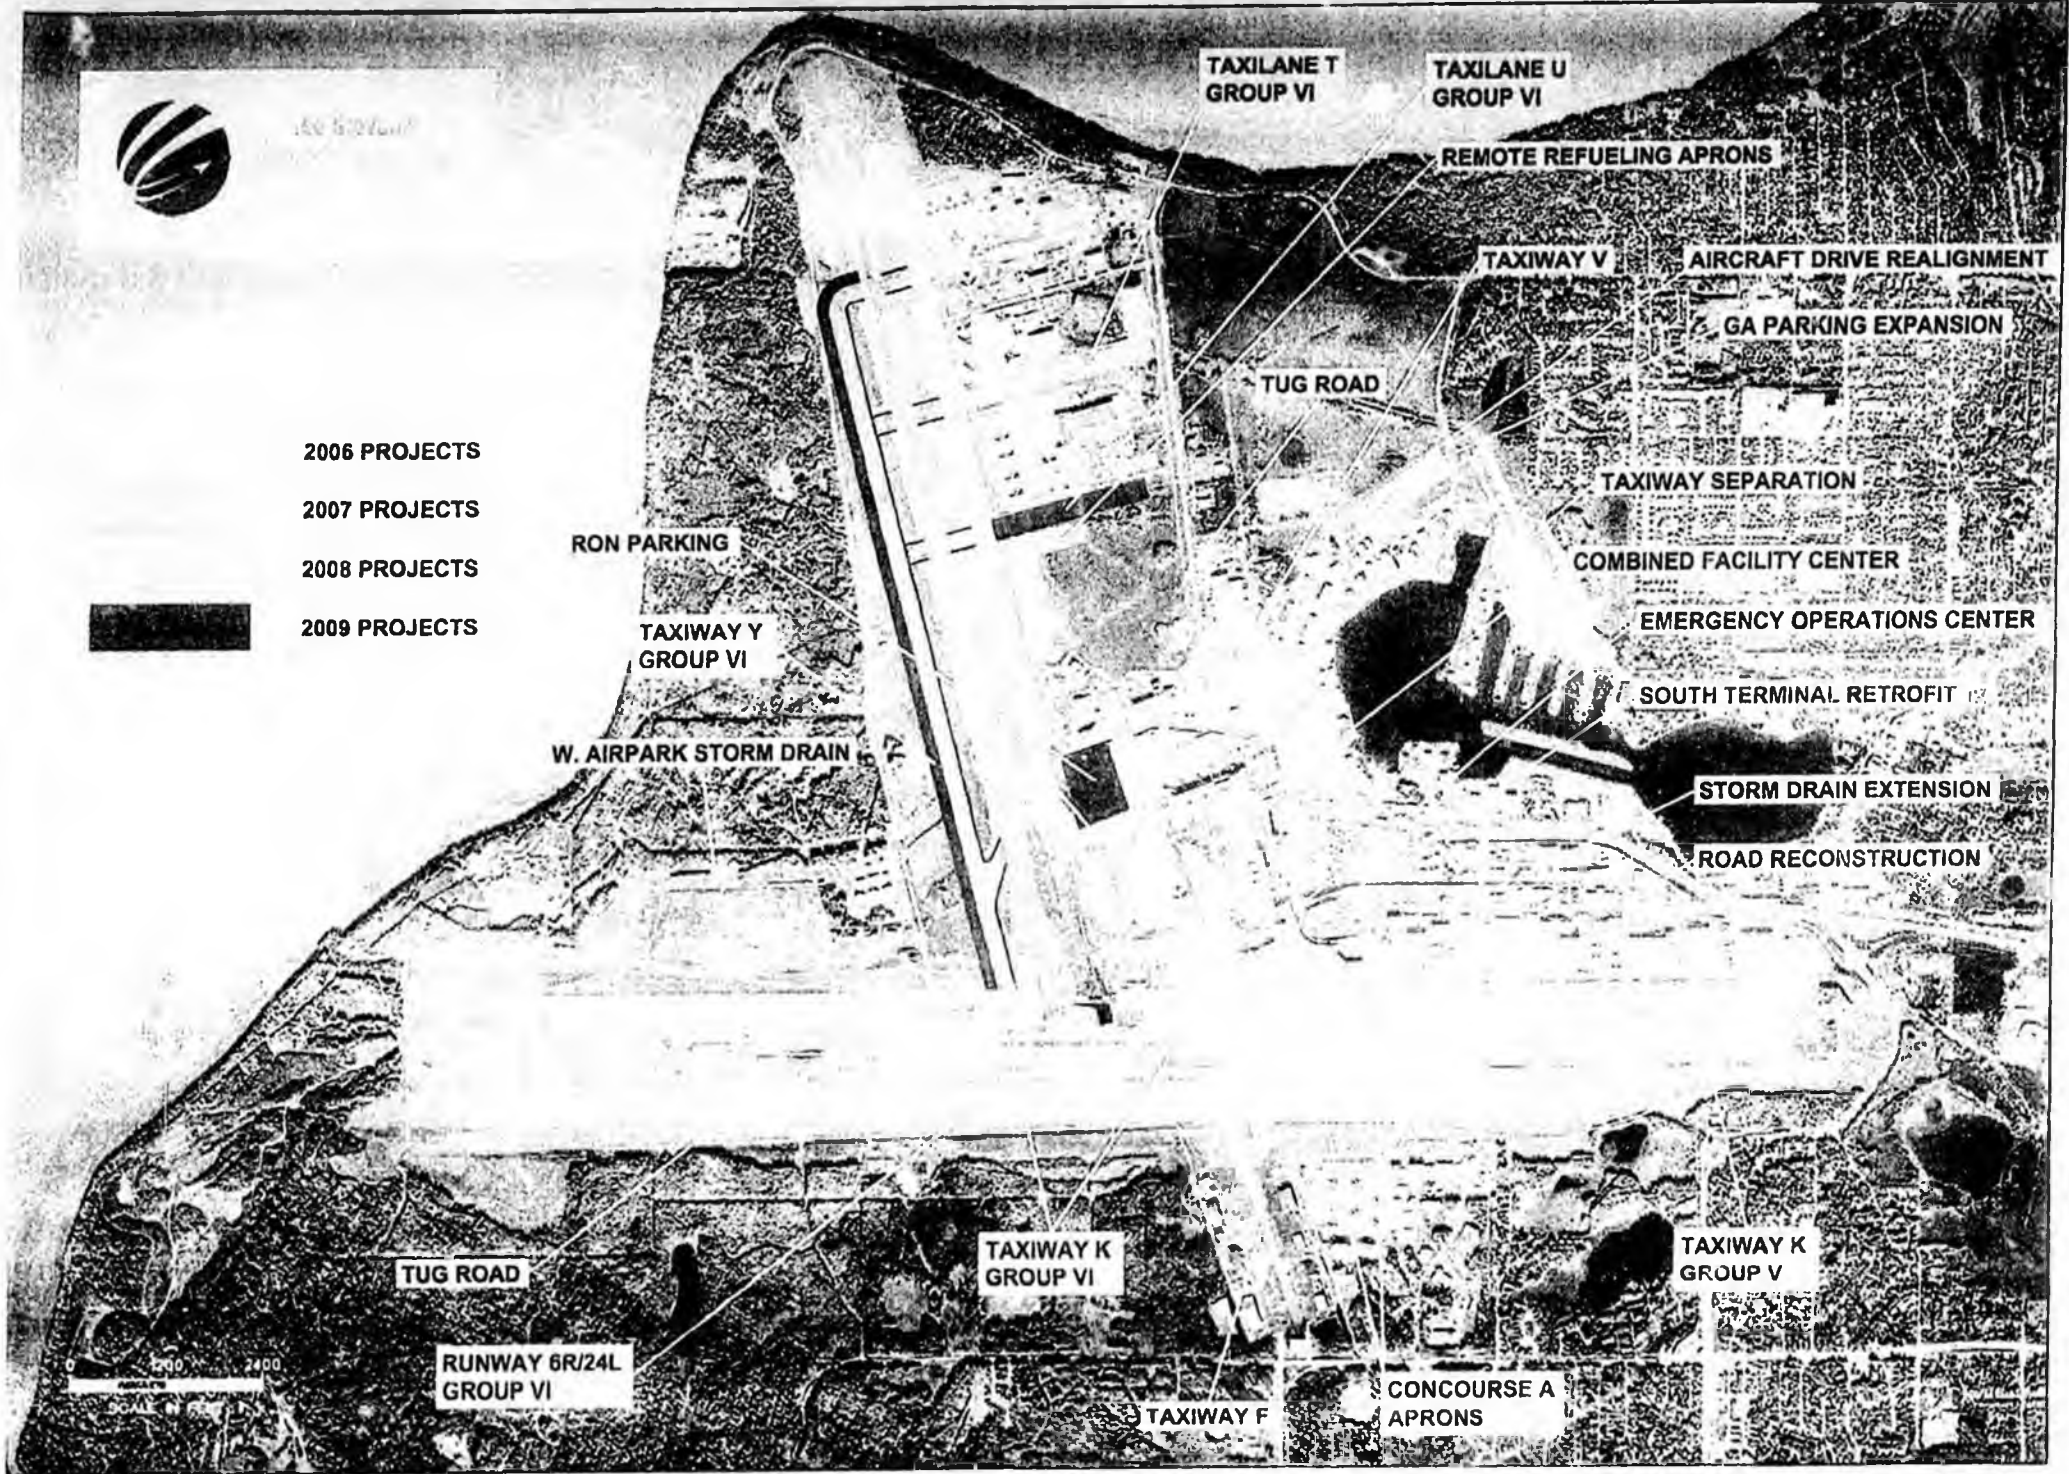 TAXILANE T
GROUP VI
TAXILANE U
GROUP VI
REMOTE REFUELING APRONS
TAXIWAY V
AIRCRAFT DRIVE REALIGNMENT
GA PARKING EXPANSION
TUG ROAD
2006 PROJECTS
2007 PROJECTS
2008 PROJECTS
2009 PROJECTS
TAXIWAY SEPARATION
RON PARKING
COMBINED FACILITY CENTER
TAXIWAY Y
GROUP VI
EMERGENCY OPERATIONS CENTER
SOUTH TERMINAL RETROFIT
W. AIRPARK STORM DRAIN
STORM DRAIN EXTENSION
ROAD RECONSTRUCTION
TUG ROAD
TAXIWAY K
GROUP VI
TAXIWAY K
GROUP V
0 1200 2400
RUNWAY 6R/24L
GROUP VI
CONCOURSE A
APRONS
TAXIWAY F